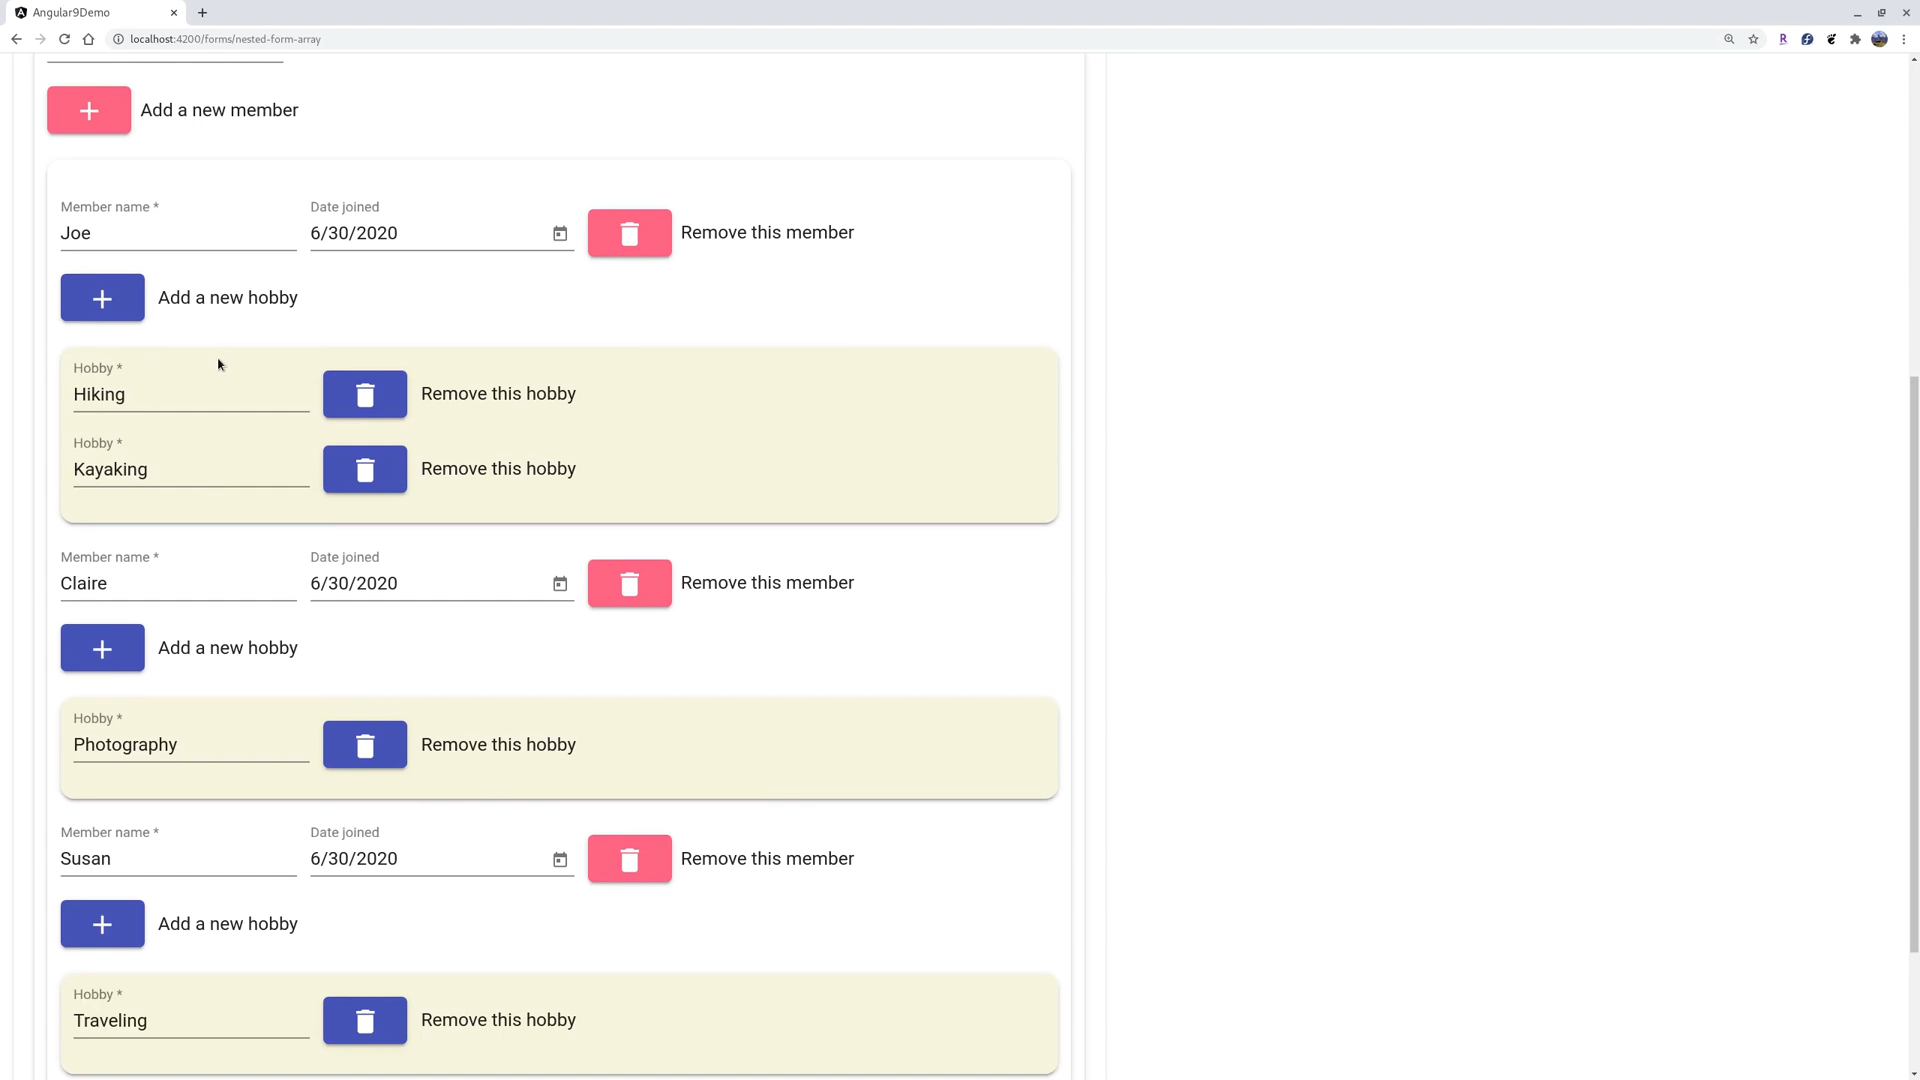 Angular9Demo
localhost:4200/forms/nested-form-array
R
Add a new member
Member name * Date joined
Joe 6/30/2020 Remove this member
Add a new hobby
Hobby *
Hiking Remove this hobby
Hobby *
Kayaking Remove this hobby
Member name * Date joined
Claire 6/30/2020 Remove this member
Add a new hobby
Hobby *
Photography Remove this hobby
Member name * Date joined
Susan 6/30/2020 Remove this member
Add a new hobby
Hobby *
Traveling Remove this hobby